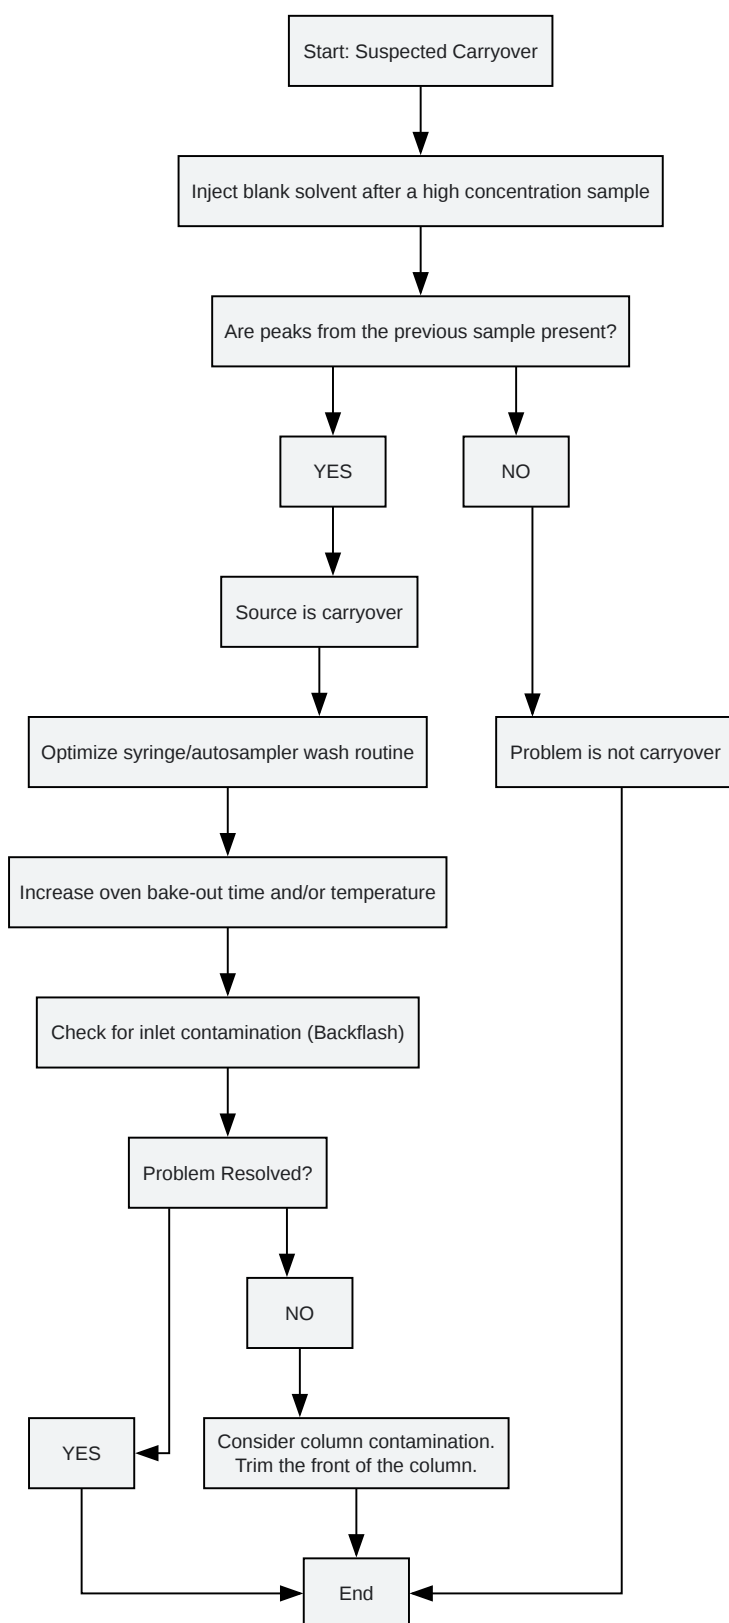 Start: Suspected Carryover
Inject blank solvent after a high concentration sample
Are peaks from the previous sample present?
YES
NO
Source is carryover
Optimize syringe/autosampler wash routine
Problem is not carryover
Increase oven bake-out time and/or temperature
Check for inlet contamination (Backflash)
Problem Resolved?
NO
YES
Consider column contamination.
Trim the front of the column.
End